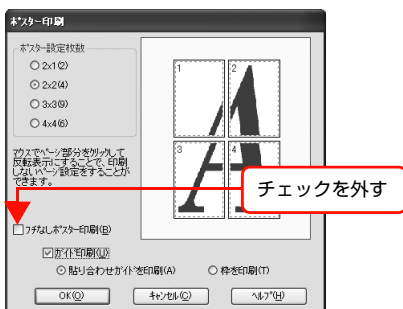 ポスター印刷
ポスター設定枚数
2x1(2)
2x2(4)
3x3(9)
4x4(6)
1
2
3
4
マウスでページ部分をクリックして
反転表示にすることで、印刷
しないページ設定をすることが
できます。
チェックを外す
フチなしポスター印刷(B)
ガイド印刷(U)
貼り合わせガイドを印刷(A)
枠を印刷(T)
OK(O)
キャンセル(C)
ヘルプ(H)